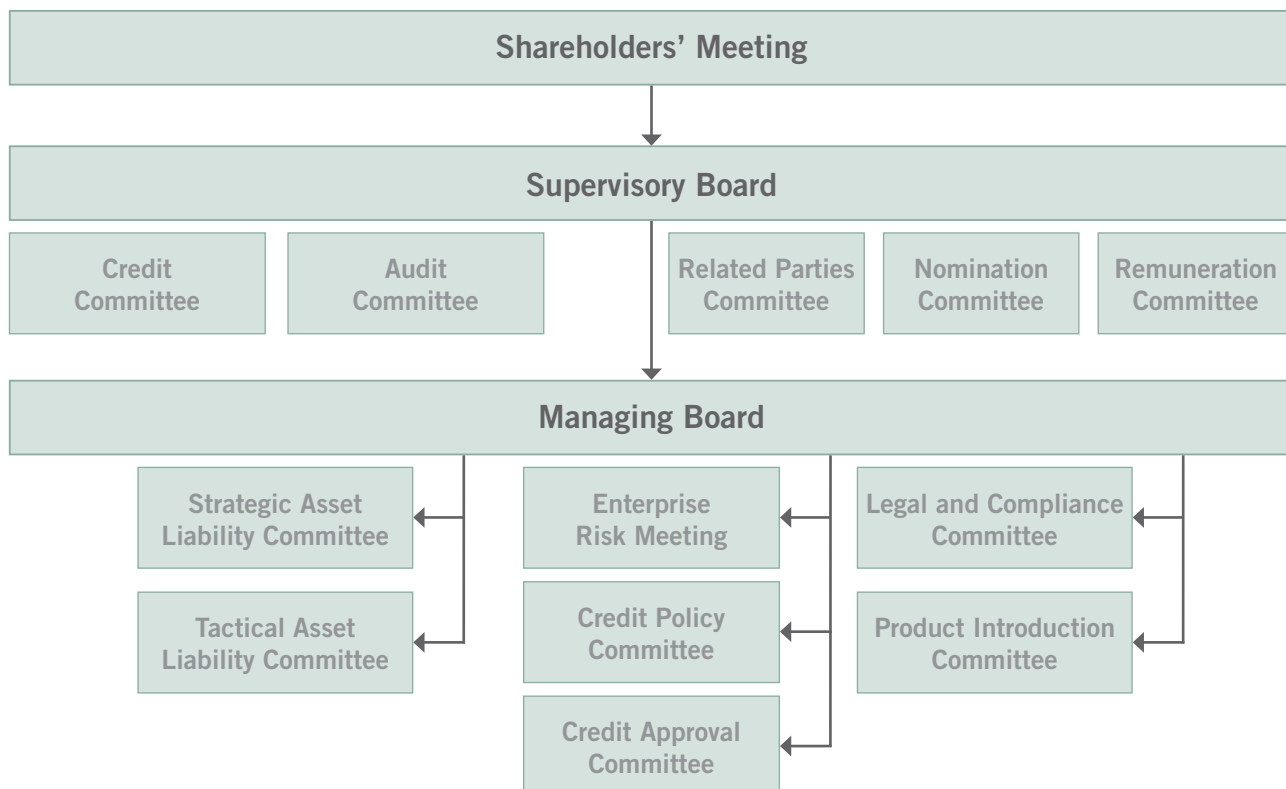 Shareholders’ Meeting
Supervisory Board
Credit
Committee
Audit
Committee
Related Parties
Committee
Nomination
Committee
Remuneration
Committee
Managing Board
Strategic Asset
Liability Committee
Enterprise
Risk Meeting
Legal and Compliance
Committee
Tactical Asset
Liability Committee
Credit Policy
Committee
Product Introduction
Committee
Credit Approval
Committee